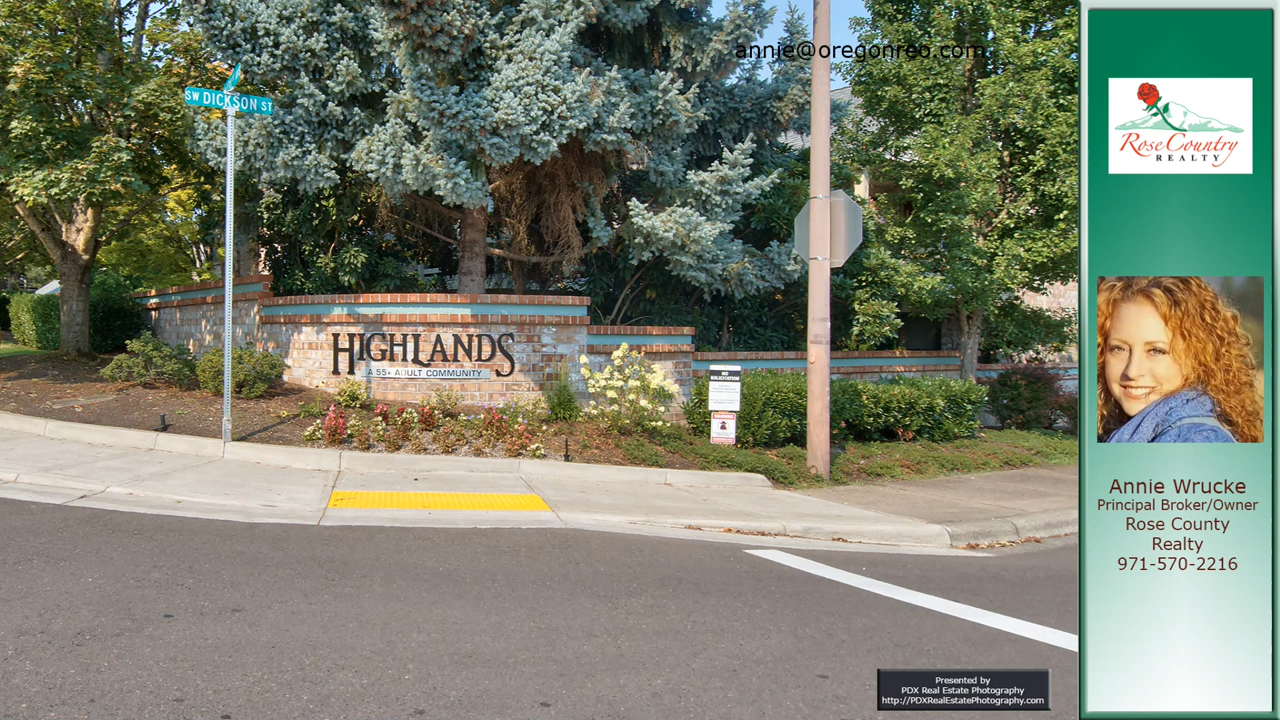 annie@oregonreo.com
SW DICKSON ST
HIGHLANDS
A 55+ ADULT COMMUNITY
NO
SOLICITATION
Rose Country
REALTY
Annie Wrucke
Principal Broker/Owner
Rose County
Realty
971-570-2216
Presented by
PDX Real Estate Photography
http://PDXRealEstatePhotography.com